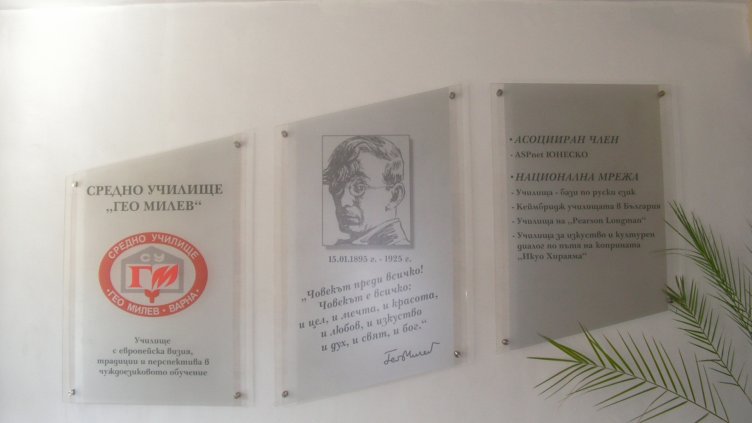 СРЕДНО УЧИЛИЩЕ
„ГЕО МИЛЕВ“
СРЕДНО УЧИЛИЩЕ
СУ
ГМ
"ГЕО МИЛЕВ" • ВАРНА •
Училище
с европейска визия,
традиции и перспектива в
чуждоезиковото обучение
15.01.1895 г. - 1925 г.
„Човекът преди всичко!
Човекът е всичко:
и цел, и мечта, и красота,
и любов, и изкуство
и дух, и свят, и бог.“
ГеоМилев
• АСОЦИИРАН ЧЛЕН
- ASPnet ЮНЕСКО
• НАЦИОНАЛНА МРЕЖА
- Училища - бази по руски език
- Кеймбридж училищата в България
- Училища на „Pearson Longman“
- Училища за изкуство и културен
диалог по пътя на коприната
„Икуо Хираяма“